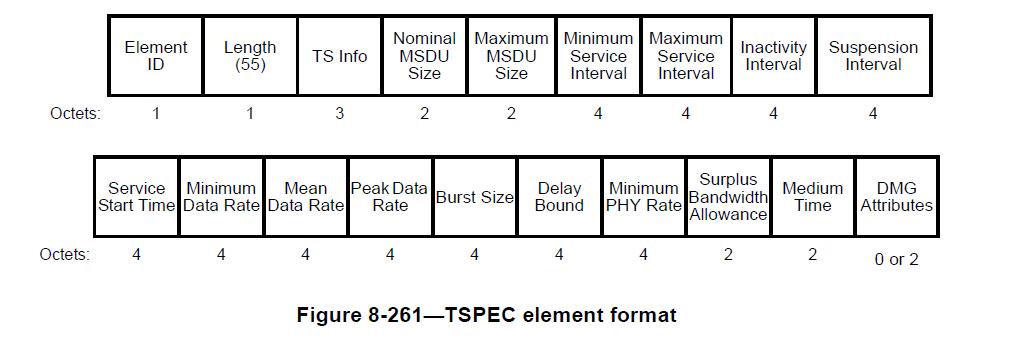 Element ID
Length (55)
TS Info
Nominal MSDU Size
Maximum MSDU Size
Minimum Service Interval
Maximum Service Interval
Inactivity Interval
Suspension Interval
Octets: 1 1 3 2 2 4 4 4 4
Service Start Time
Minimum Data Rate
Mean Data Rate
Peak Data Rate
Burst Size
Delay Bound
Minimum PHY Rate
Surplus Bandwidth Allowance
Medium Time
DMG Attributes
Octets: 4 4 4 4 4 4 4 2 2 0 or 2
Figure 8-261—TSPEC element format